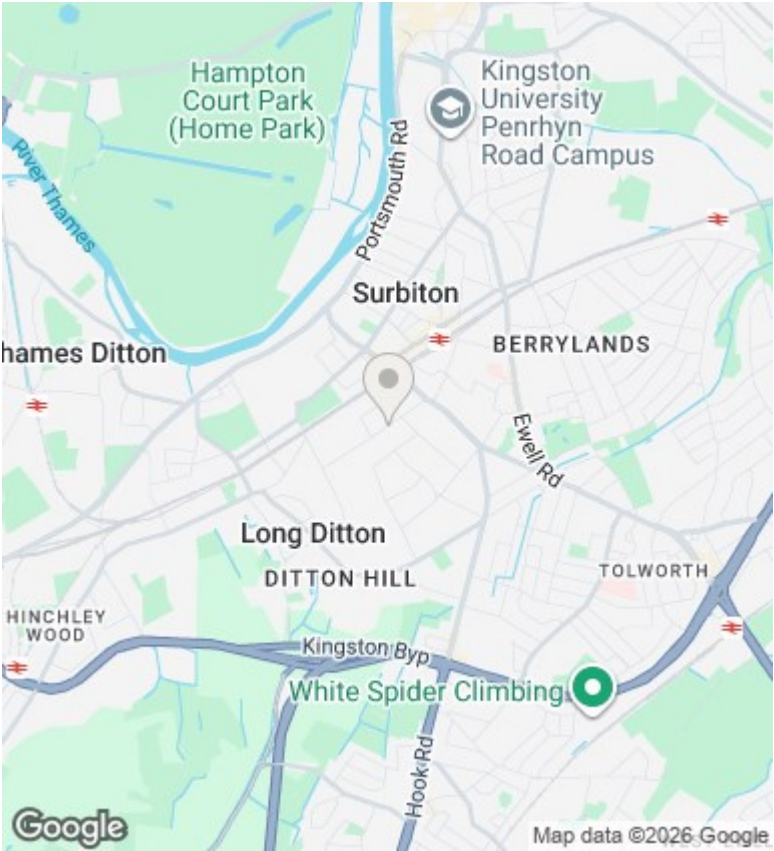 Hampton
Court Park
(Home Park)
Kingston
University
Penrhyn
Road Campus
River Thames
Portsmouth Rd
Surbiton
hames Ditton
BERRYLANDS
Ewell Rd
Long Ditton
DITTON HILL
TOLWORTH
HINCHLEY
WOOD
Kingston Byp
White Spider Climbing
Hook Rd
Google
Map data ©2026 Google